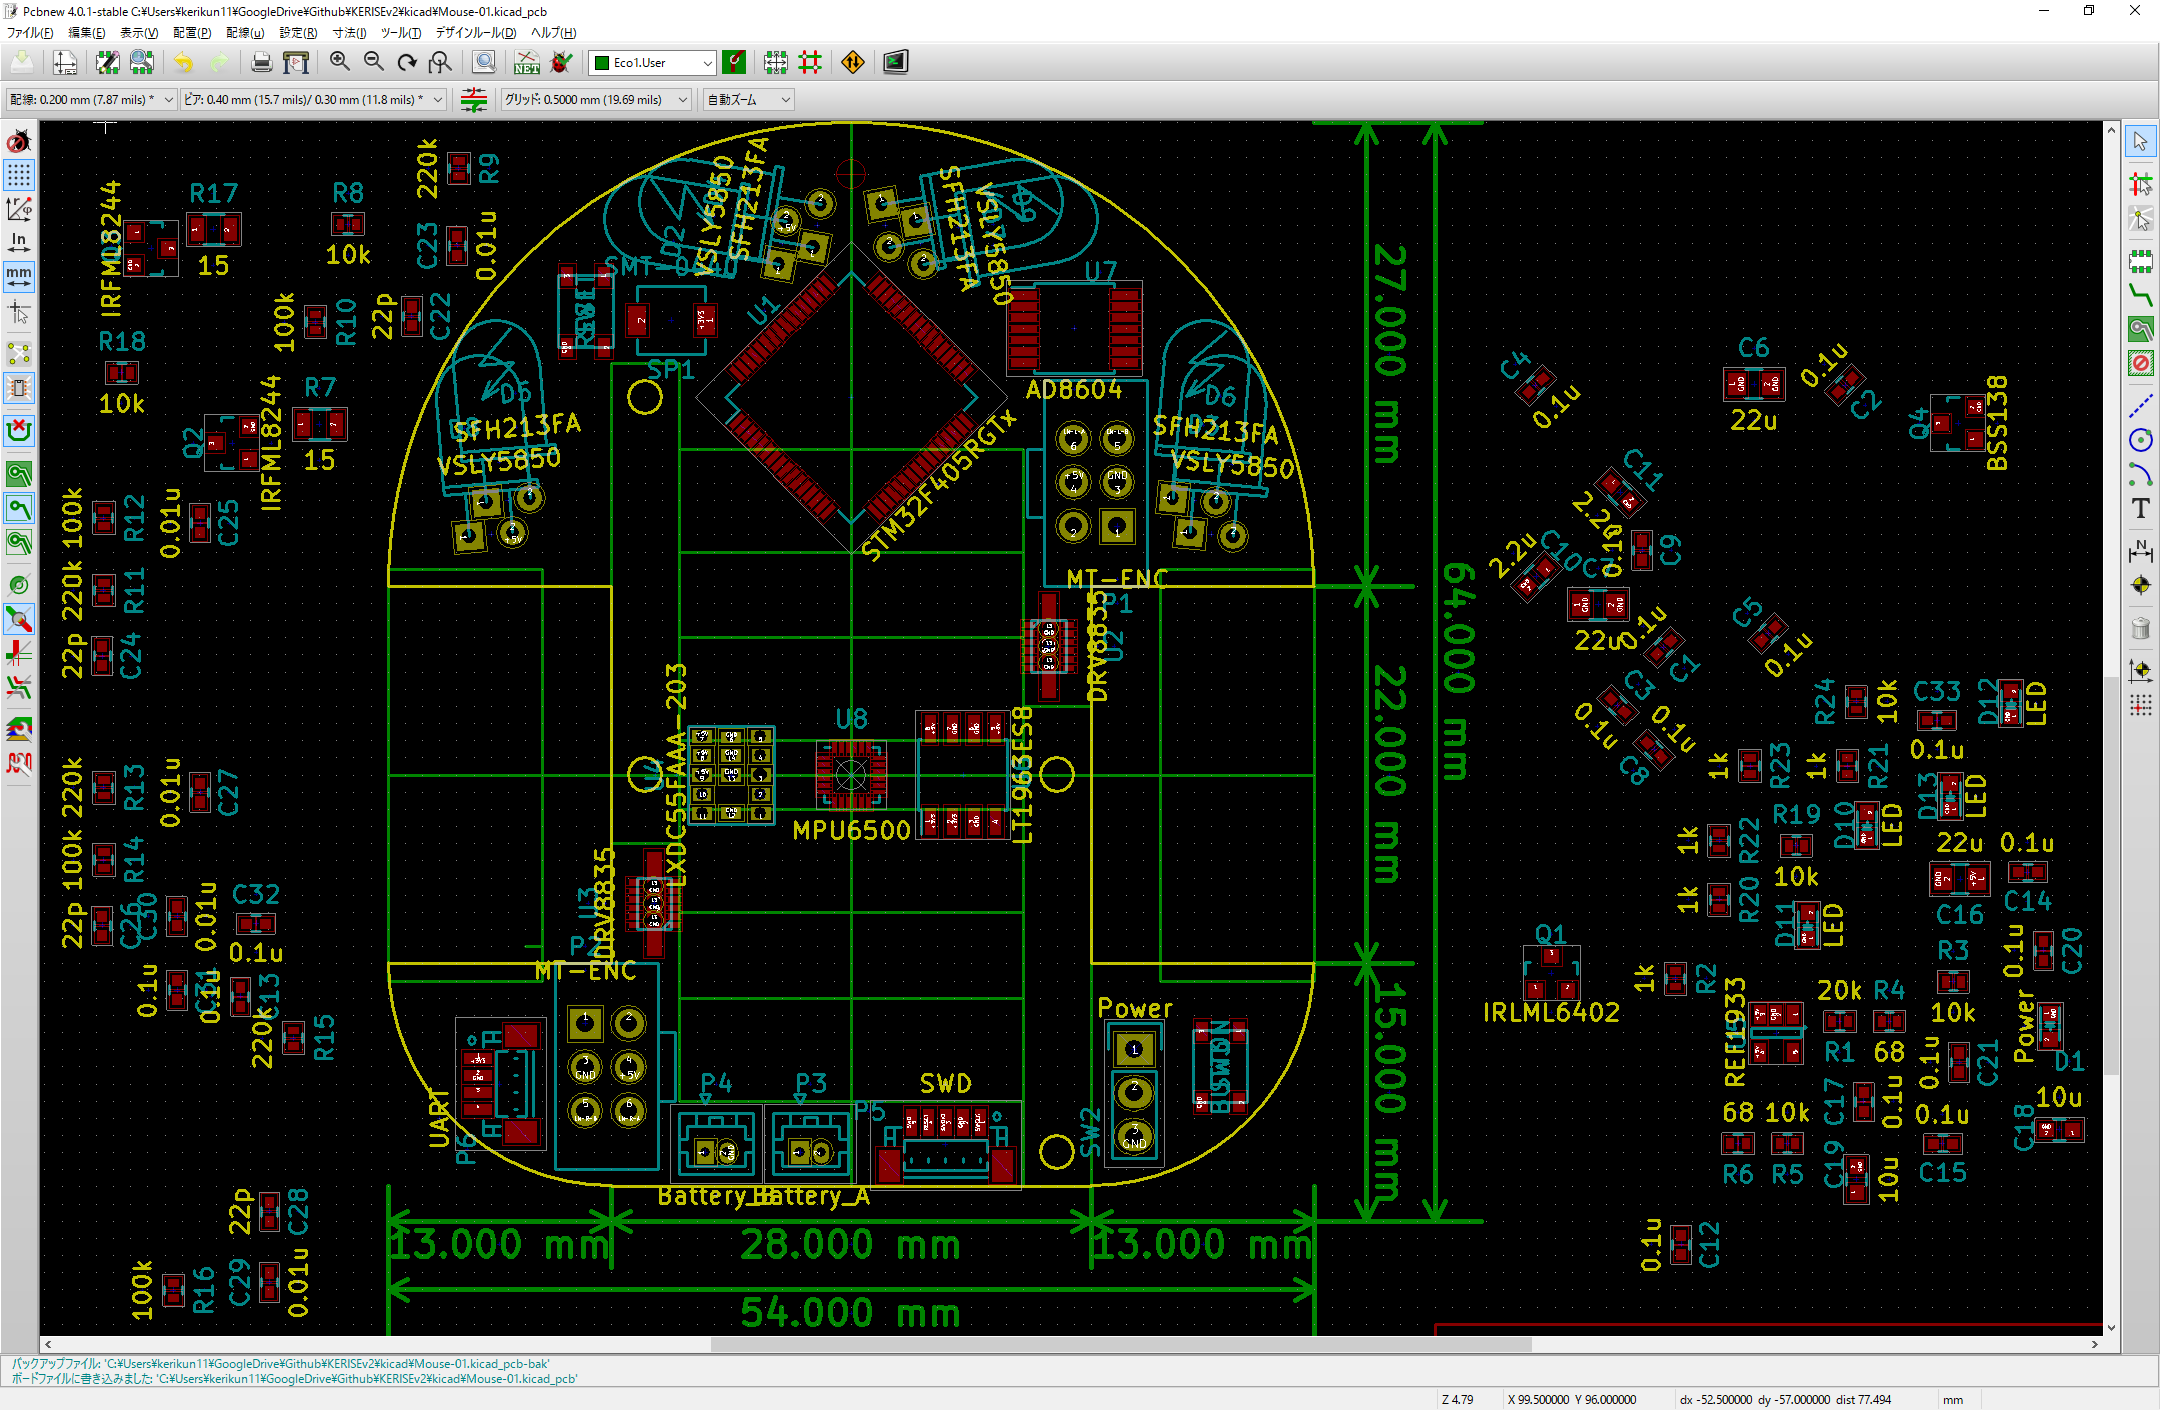 Pcbnew 4.0.1-stable C:¥Users¥kerikun11¥GoogleDrive¥Github¥KERISEv2¥kicad¥Mouse-01.kicad_pcb
ファイル(F) 編集(E) 表示(V) 配置(P) 配線(u) 設定(R) 寸法(I) ツール(T) デザインルール(D) ヘルプ(H)
NET
Eco1.User
配線: 0.200 mm (7.87 mils) *
ビア: 0.40 mm (15.7 mils)/ 0.30 mm (11.8 mils) *
グリッド: 0.5000 mm (19.69 mils)
自動ズーム
In
mm
IRFML8244
R17
15
R8
10k
220k
R9
C23
0.01u
100k
R10
22p
C22
R18
10k
Q2
IRFML8244
R7
15
100k
R12
0.01u
C25
220k
R11
22p
C24
220k
R13
0.01u
C27
100k
R14
22p
C26
C30
0.01u
C32
0.1u
0.1u
0.1u
C13
220k
R15
22p
C28
100k
R16
C29
0.01u
D2
VSLY5850
SFH213FA
SFH213FA
VSLY5850
SP1
U1
STM32F405RGTx
U7
AD8604
D5
SFH213FA
VSLY5850
D6
SFH213FA
VSLY5850
MT-ENC
P1
U2
DRV8835
LXDC55FAAA-203
U8
MPU6500
LT1963ES8
U3
DRV8835
P2
MT-ENC
UART
P6
P4
Battery_B
P3
Battery_A
P5
SWD
Power
SW2
27.000 mm
22.000 mm
15.000 mm
64.000 mm
13.000 mm
28.000 mm
13.000 mm
54.000 mm
C4
0.1u
C6
22u
0.1u
C2
Q4
BSS138
C11
2.2u
2.2u
C10
0.1u
C9
22u
0.1u
C1
C5
0.1u
C3
0.1u
0.1u
C8
R24
10k
C33
0.1u
D12
LED
1k
R23
1k
R21
D13
LED
1k
R22
R19
10k
D10
LED
22u
C16
0.1u
C14
1k
R20
D11
LED
Q1
IRLML6402
1k
R2
R3
10k
0.1u
C20
REF1933
20k
R1
R4
68
Power
D1
0.1u
C21
68
R6
10k
R5
C17
0.1u
0.1u
C15
10u
C18
C19
10u
0.1u
C12
バックアップファイル: 'C:¥Users¥kerikun11¥GoogleDrive¥Github¥KERISEv2¥kicad¥Mouse-01.kicad_pcb-bak'
ボードファイルに書き込みました: 'C:¥Users¥kerikun11¥GoogleDrive¥Github¥KERISEv2¥kicad¥Mouse-01.kicad_pcb'
Z 4.79
X 99.500000 Y 96.000000
dx -52.500000 dy -57.000000 dist 77.494
mm